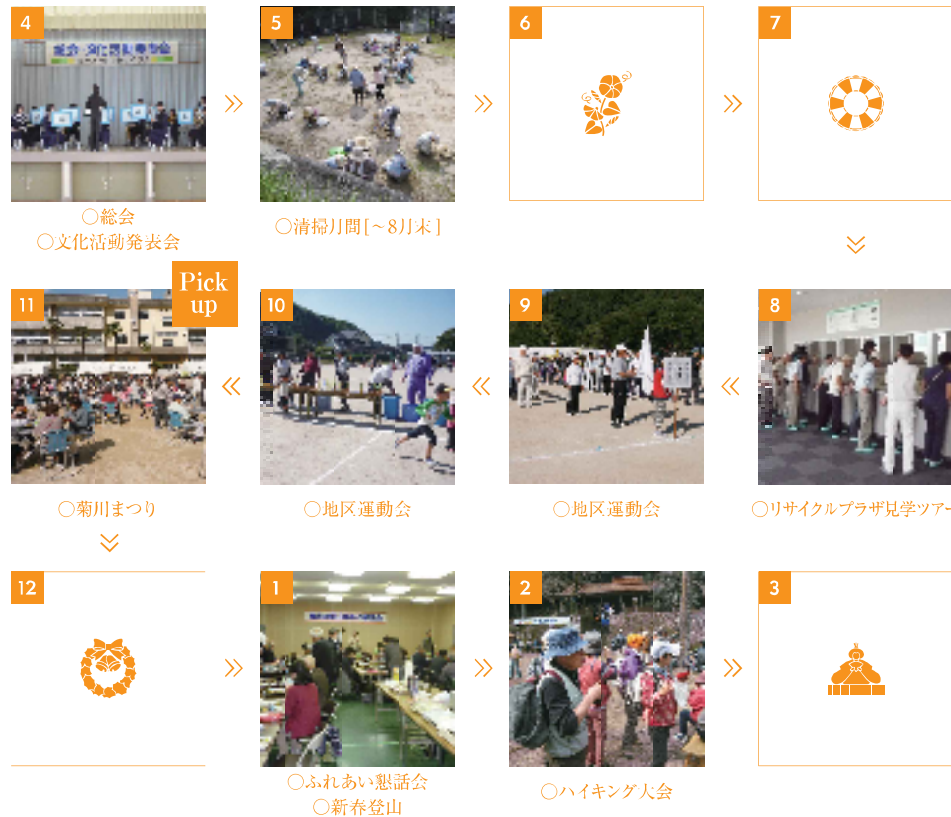 4
5
6
7
○総会
○文化活動発表会
○清掃月間[～8月末]
Pick
up
11
10
9
8
○菊川まつり
○地区運動会
○地区運動会
○リサイクルプラザ見学ツアー
12
1
2
3
○ふれあい懇話会
○新春登山
○ハイキング大会